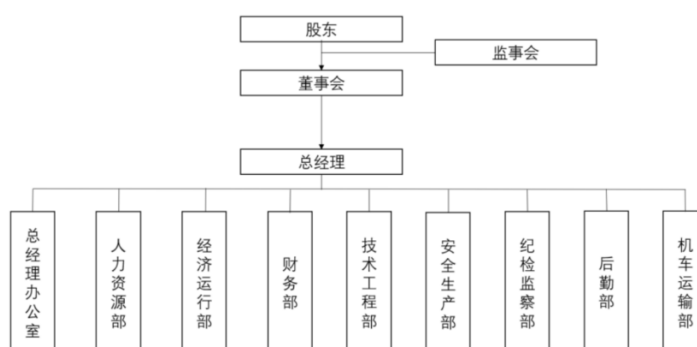 股东
监事会
董事会
总经理
总经理办公室
人力资源部
经济运行部
财务部
技术工程部
安全生产部
纪检监察部
后勤部
机车运输部